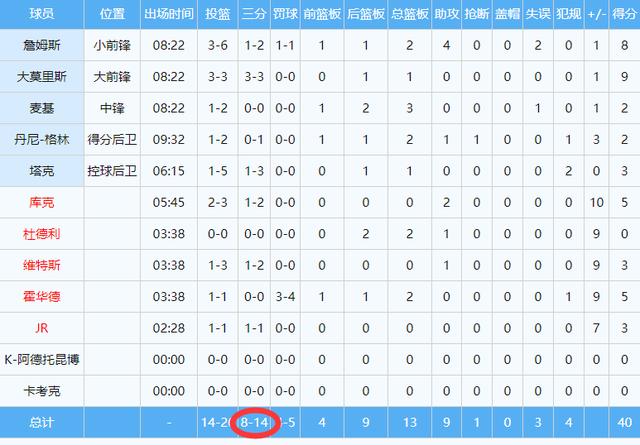 球员 位置 出场时间 投篮 三分 罚球 前篮板 后篮板 总篮板 助攻 抢断 盖帽 失误 犯规 +/- 得分
詹姆斯 小前锋 08:22 3-6 1-2 1-1 1 1 2 4 0 0 2 0 1 8
大莫里斯 大前锋 08:22 3-3 3-3 0-0 0 1 1 0 0 0 0 0 1 9
麦基 中锋 08:22 1-2 0-0 0-0 1 2 3 0 0 0 1 0 1 2
丹尼-格林 得分后卫 09:32 1-2 0-1 0-0 1 1 2 1 1 0 0 1 3 2
塔克 控球后卫 06:15 1-5 1-3 0-0 0 1 1 0 0 0 0 2 0 3
库克 05:45 2-3 1-2 0-0 0 0 0 2 0 0 0 0 10 5
杜德利 03:38 0-0 0-0 0-0 0 2 2 1 0 0 0 0 9 0
维特斯 03:38 1-3 1-2 0-0 0 0 0 1 0 0 0 0 9 3
霍华德 03:38 1-1 0-0 3-4 1 1 2 0 0 0 0 1 9 5
JR 02:28 1-1 1-1 0-0 0 0 0 0 0 0 0 0 7 3
K-阿德托昆博 00:00 0-0 0-0 0-0 0 0 0 0 0 0 0 0 0 0
卡考克 00:00 0-0 0-0 0-0 0 0 0 0 0 0 0 0 0 0
总计 - 8-14 4 9 13 9 1 0 3 4 40